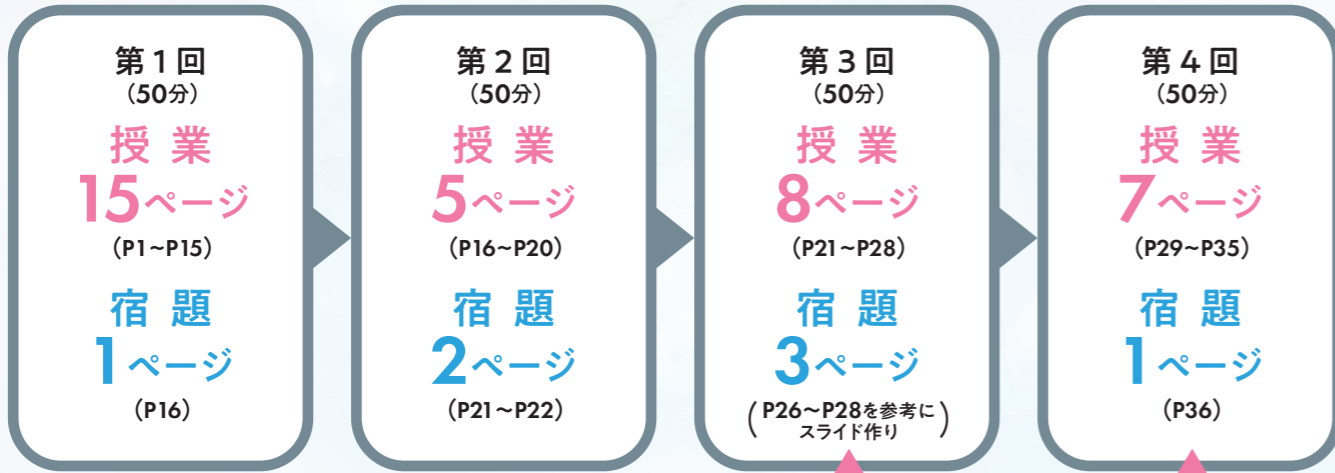 第1回
（50分）
授業
15ページ
（P1~P15）
宿題
1ページ
（P16）
第2回
（50分）
授業
5ページ
（P16~P20）
宿題
2ページ
（P21~P22）
第3回
（50分）
授業
8ページ
（P21~P28）
宿題
3ページ
（P26~P28を参考に
スライド作り）
第4回
（50分）
授業
7ページ
（P29~P35）
宿題
1ページ
（P36）